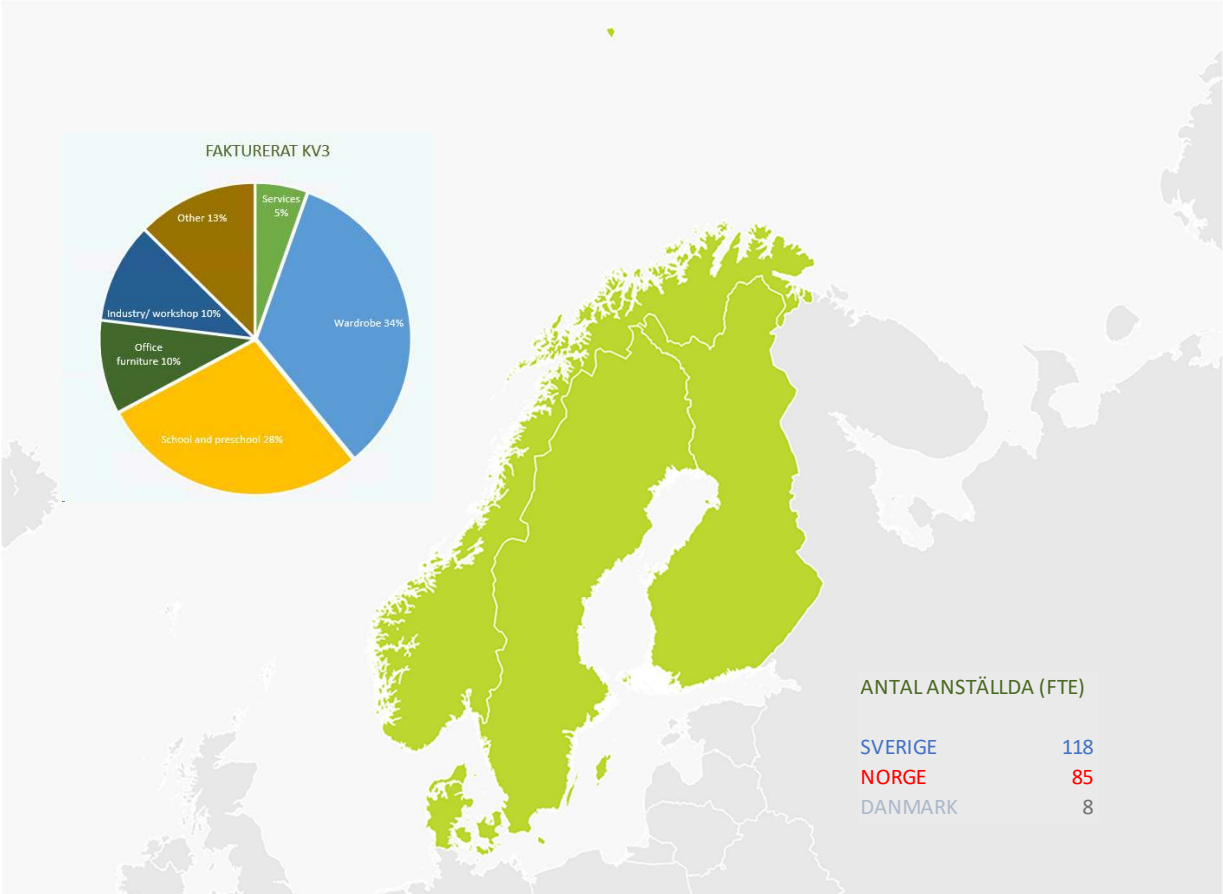 FAKTURERAT KV3
Services
5%
Other 13%
Wardrobe 34%
Industry/ workshop 10%
Office
furniture 10%
School and preschool 28%
ANTAL ANSTÄLLDA (FTE)
SVERIGE 118
NORGE 85
DANMARK 8